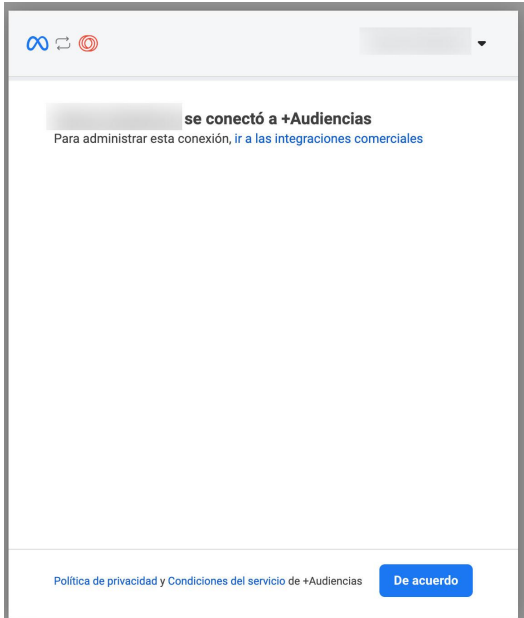 se conectó a +Audiencias
Para administrar esta conexión, ir a las integraciones comerciales
Política de privacidad y Condiciones del servicio de +Audiencias
De acuerdo